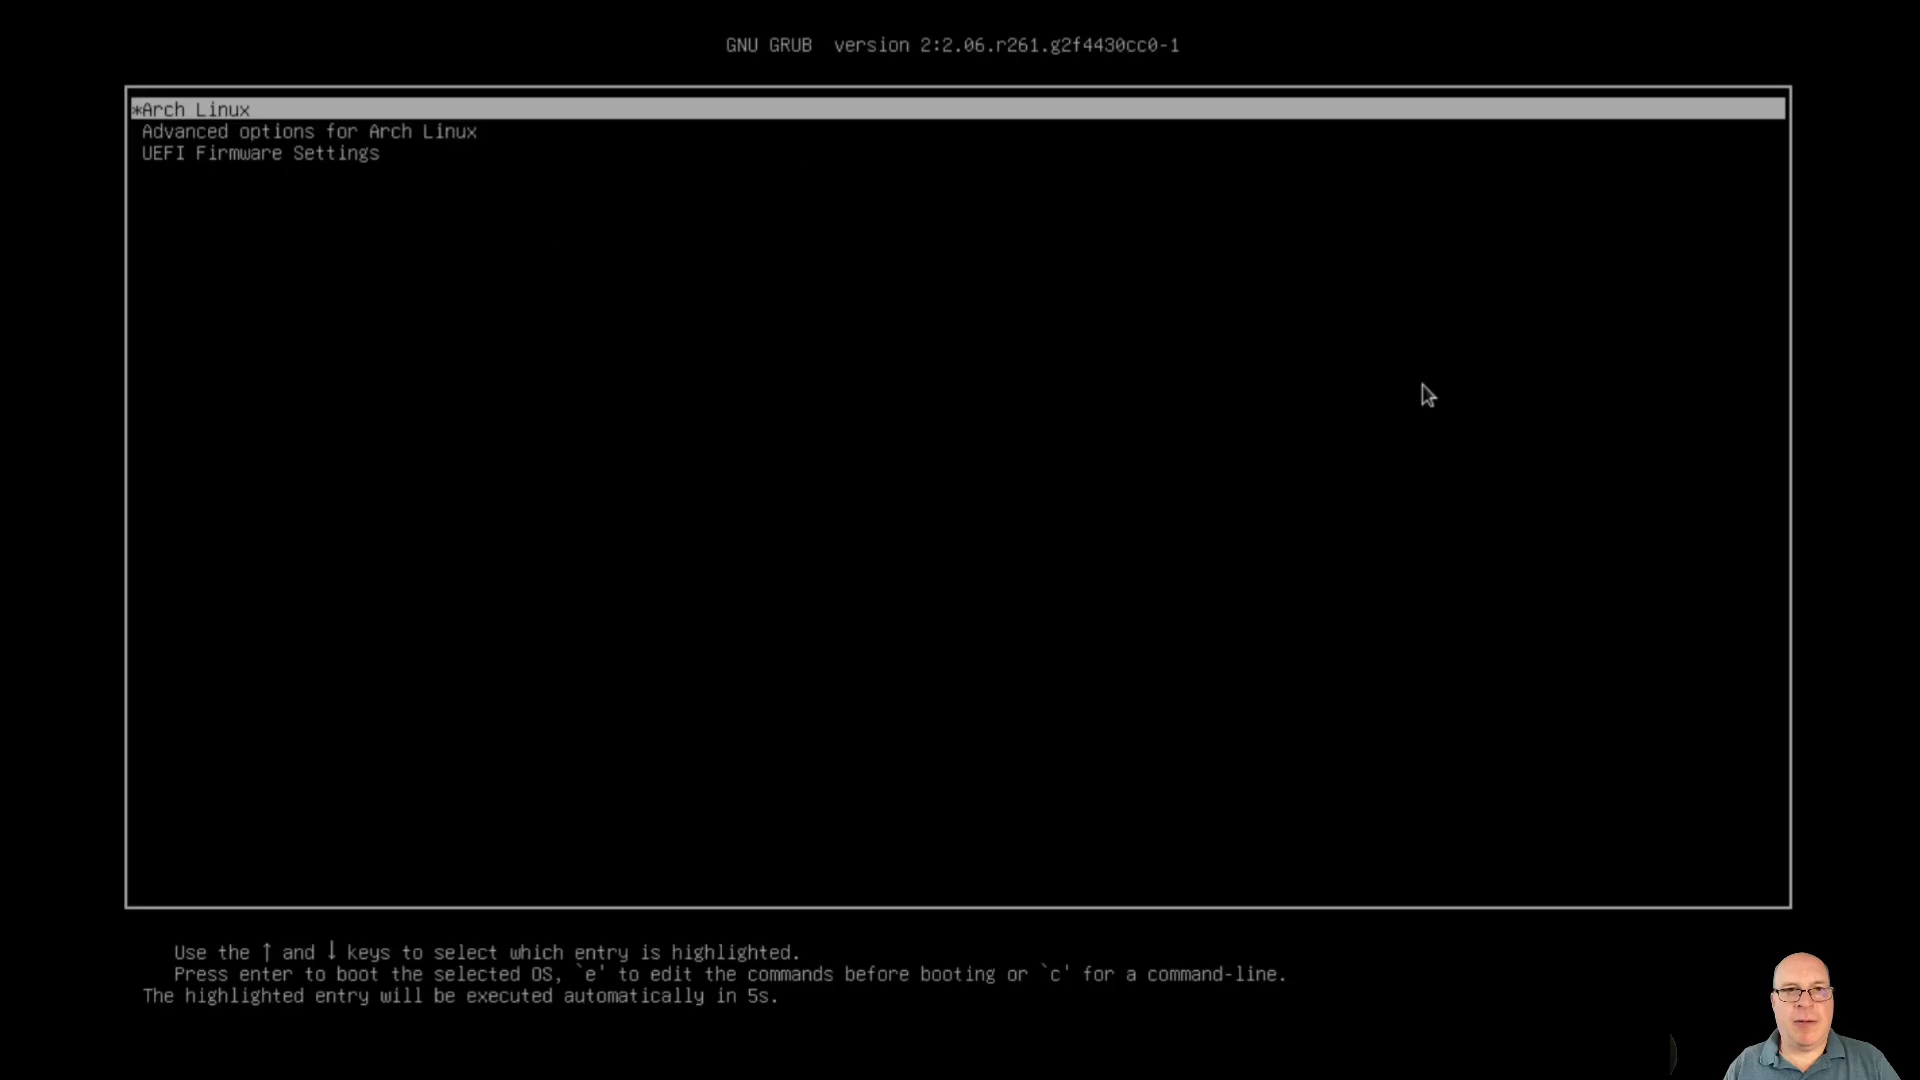 GNU GRUB  version 2:2.06.r261.g2f4430cc0-1
*Arch Linux
Advanced options for Arch Linux
UEFI Firmware Settings
Use the ↑ and ↓ keys to select which entry is highlighted.
Press enter to boot the selected OS, `e' to edit the commands before booting or `c' for a command-line.
The highlighted entry will be executed automatically in 5s.